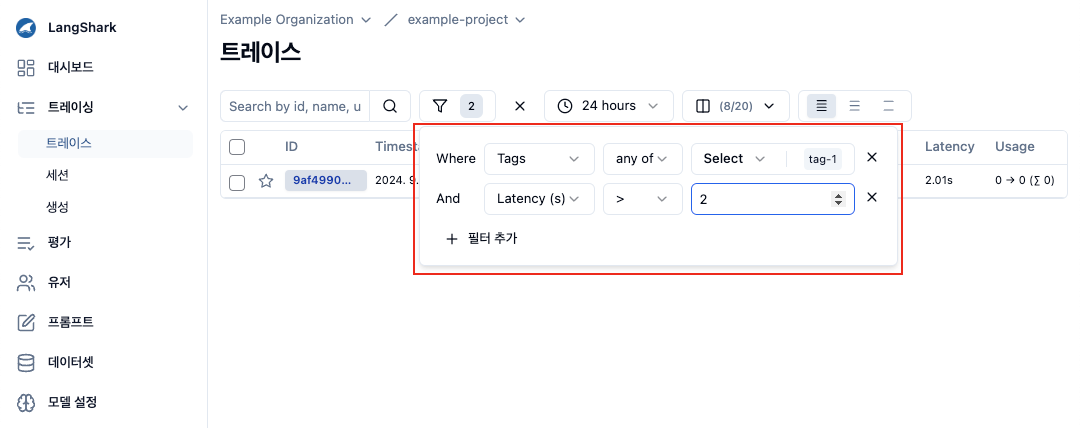 LangShark
대시보드
트레이싱
트레이스
세션
생성
평가
유저
프롬프트
데이터셋
모델 설정
Example Organization
example-project
트레이스
Search by id, name, u
2
24 hours
(8/20)
ID Timesta Latency Usage
9af4990... 2024. 9. 2.01s 0 → 0 (∑ 0)
Where Tags any of Select tag-1
And Latency (s) > 2
필터 추가